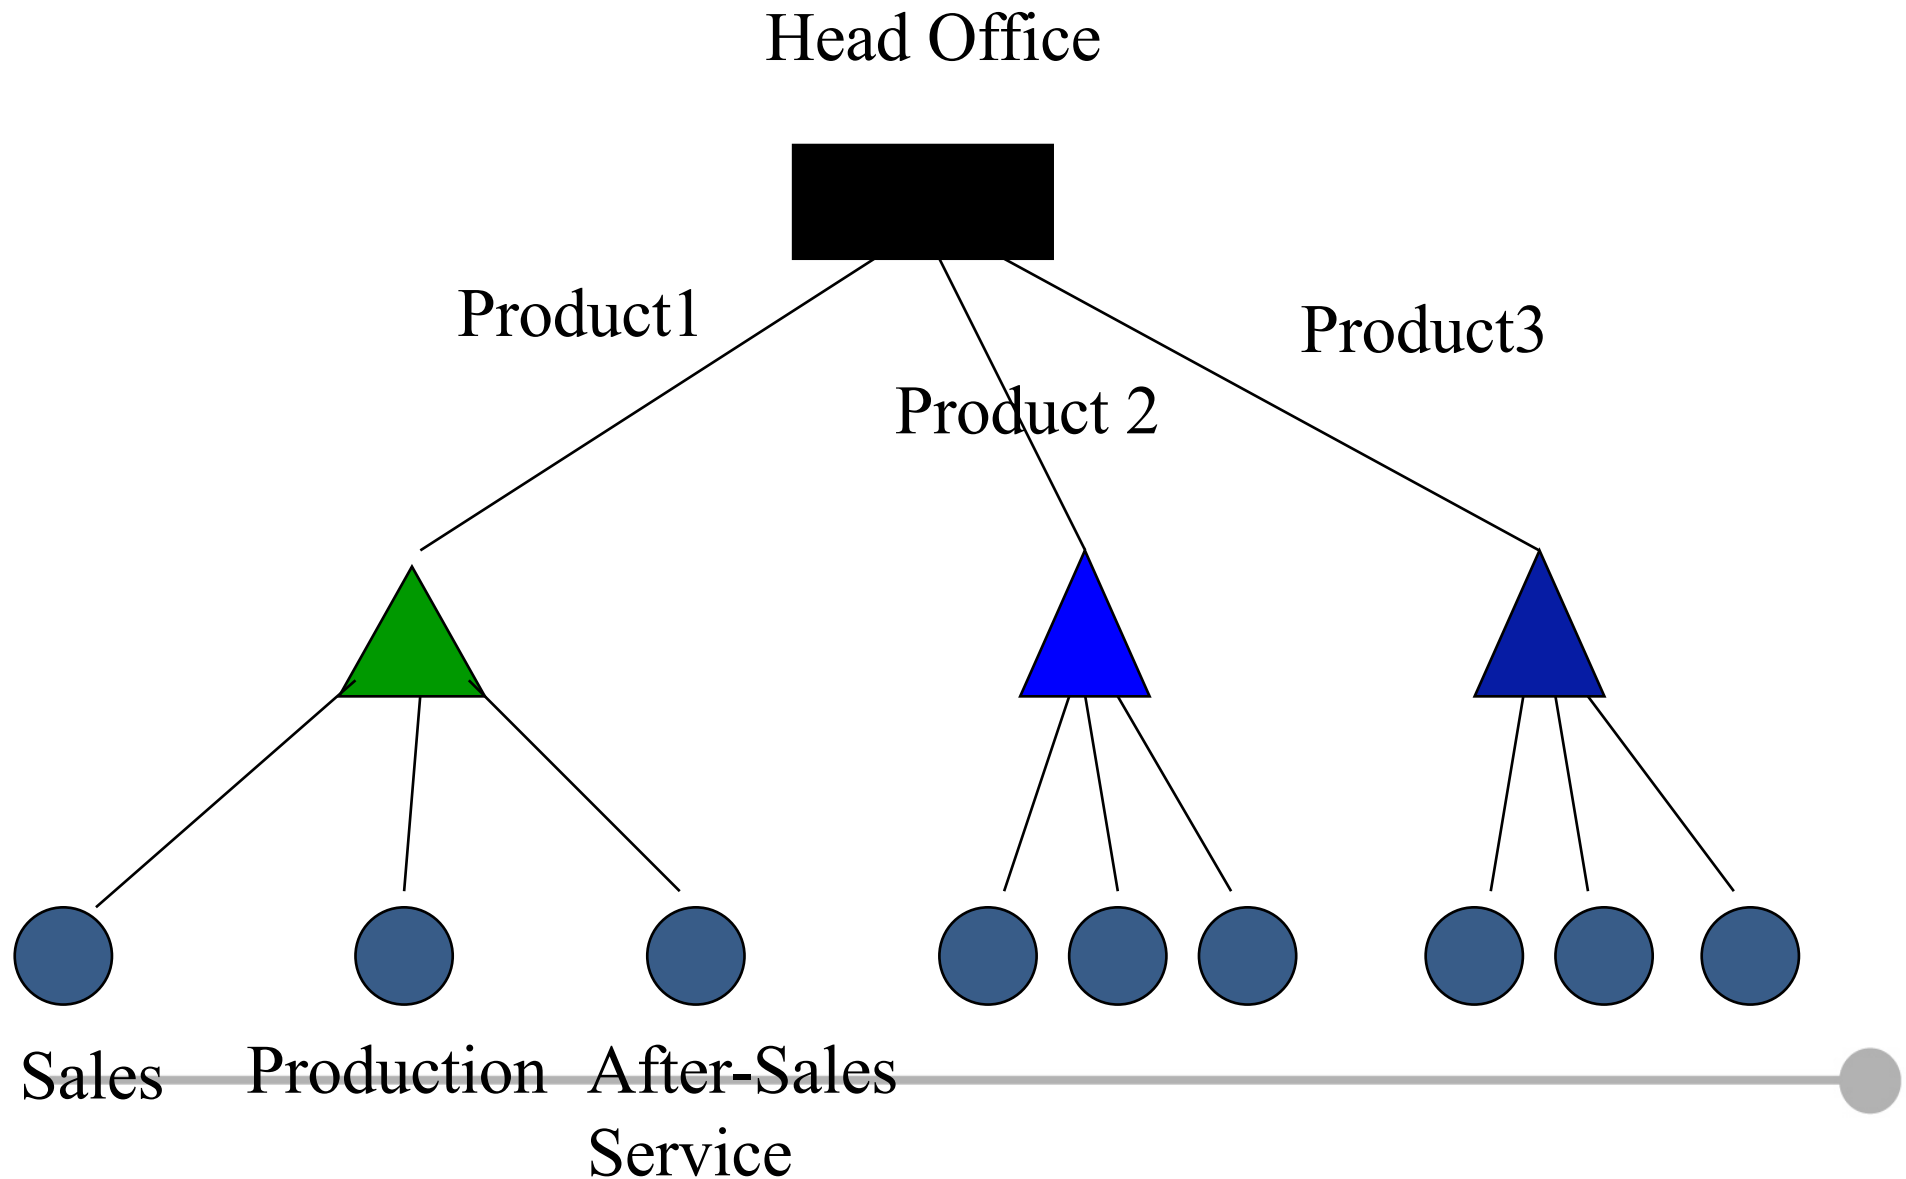 Head Office
Product1
Product3
Product 2
Sales
Production
After-Sales
Service